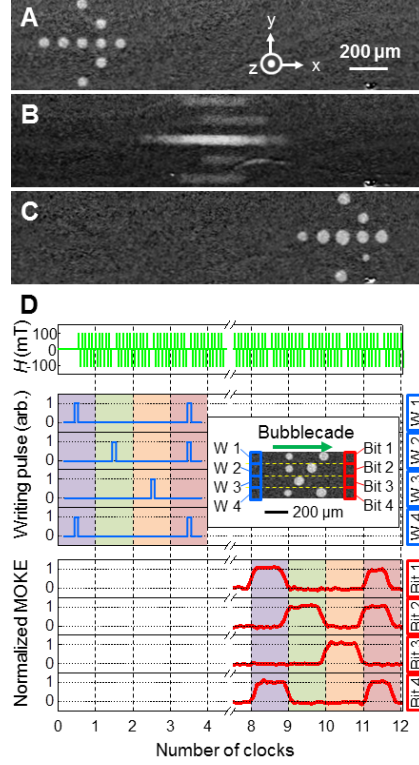 A
y
z
x
200 µm
B
C
D
H (mT)
100
0
-100
Writing pulse (arb.)
1
0
1
0
1
0
1
0
W 1
W 2
W 3
W 4
Bubblecade
W 1
W 2
W 3
W 4
Bit 1
Bit 2
Bit 3
Bit 4
200 µm
Normalized MOKE
1
0
1
0
1
0
1
0
Bit 1
Bit 2
Bit 3
Bit 4
0 1 2 3 4 8 9 10 11 12
Number of clocks